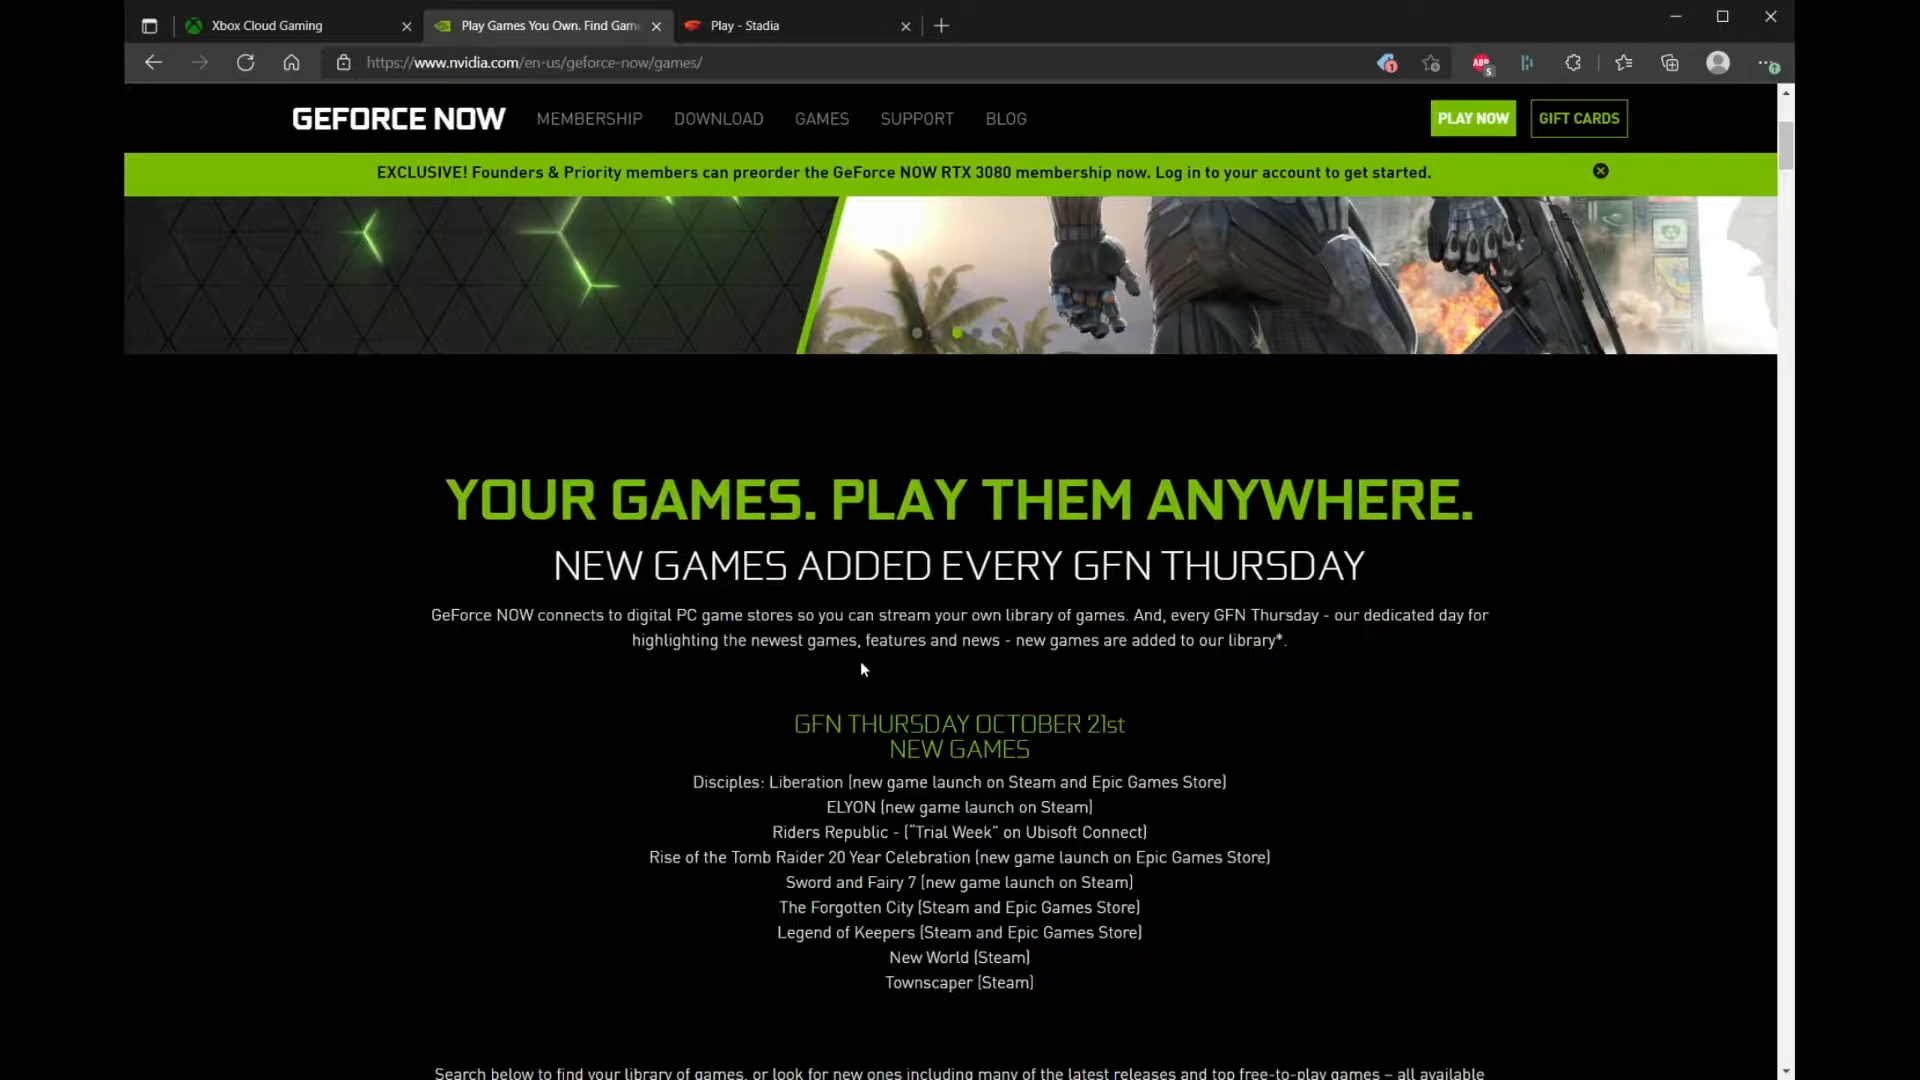 Xbox Cloud Gaming
Play Games You Own. Find Game
Play - Stadia
https://www.nvidia.com/en-us/geforce-now/games/
ABP
5
1
GEFORCE NOW
MEMBERSHIP
DOWNLOAD
GAMES
SUPPORT
BLOG
PLAY NOW
GIFT CARDS
EXCLUSIVE! Founders & Priority members can preorder the GeForce NOW RTX 3080 membership now. Log in to your account to get started.
YOUR GAMES. PLAY THEM ANYWHERE.
NEW GAMES ADDED EVERY GFN THURSDAY
GeForce NOW connects to digital PC game stores so you can stream your own library of games. And, every GFN Thursday - our dedicated day for
highlighting the newest games, features and news - new games are added to our library*.
GFN THURSDAY OCTOBER 21st
NEW GAMES
Disciples: Liberation (new game launch on Steam and Epic Games Store)
ELYON (new game launch on Steam)
Riders Republic - ("Trial Week" on Ubisoft Connect)
Rise of the Tomb Raider 20 Year Celebration (new game launch on Epic Games Store)
Sword and Fairy 7 (new game launch on Steam)
The Forgotten City (Steam and Epic Games Store)
Legend of Keepers (Steam and Epic Games Store)
New World (Steam)
Townscaper (Steam)
Search below to find your library of games, or look for new ones including many of the latest releases and top free-to-play games – all available